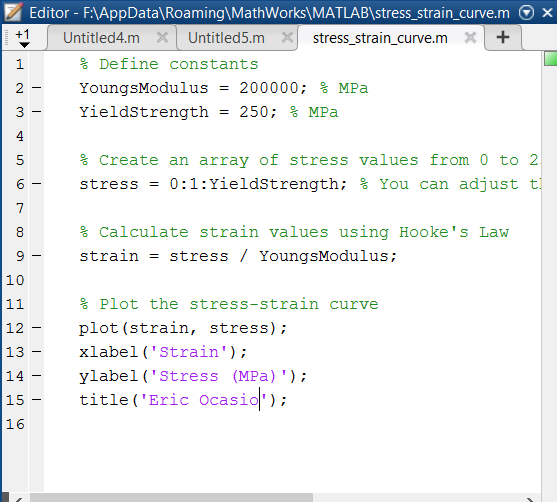 Editor - F:\AppData\Roaming\MathWorks\MATLAB\stress_strain_curve.m
+1 Untitled4.m Untitled5.m stress_strain_curve.m +
1 % Define constants
2 – YoungsModulus = 200000; % MPa
3 – YieldStrength = 250; % MPa
4
5 % Create an array of stress values from 0 to 2
6 – stress = 0:1:YieldStrength; % You can adjust
7
8 % Calculate strain values using Hooke's Law
9 – strain = stress / YoungsModulus;
10
11 % Plot the stress-strain curve
12 – plot(strain, stress);
13 – xlabel('Strain');
14 – ylabel('Stress (MPa)');
15 – title('Eric Ocasio');
16